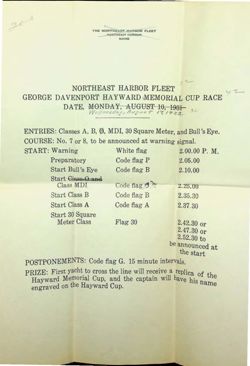 THE NORTHEAST HARBOR FLEET
NORTHEAST HARBOR
MAINE
NORTHEAST HARBOR FLEET
GEORGE DAVENPORT HAYWARD MEMORIAL CUP RACE
DATE, MONDAY, AUGUST 10, 1931
Wednesday, August
ENTRIES: Classes A, B, O, MDI, 30 Square Meter, and Bull's Eye.
COURSE: No. 7 or 8, to be announced at warning signal.
START: Warning White flag 2.00.00 P. M.
Preparatory Code flag P 2.05.00
Start Bull's Eye Code flag B 2.10.00
Start Class O and
Class MDI Code flag 2.25.00
Start Class B Code flag B 2.35.30
Start Class A Code flag A 2.37.30
Start 30 Square
Meter Class Flag 30 2.42.30 or
2.47.30 or
2.52.30 to
be announced at
the start
POSTPONEMENTS: Code flag G. 15 minute intervals.
PRIZE: First yacht to cross the line will receive a replica of the
Hayward Memorial Cup, and the captain will have his name
engraved on the Hayward Cup.